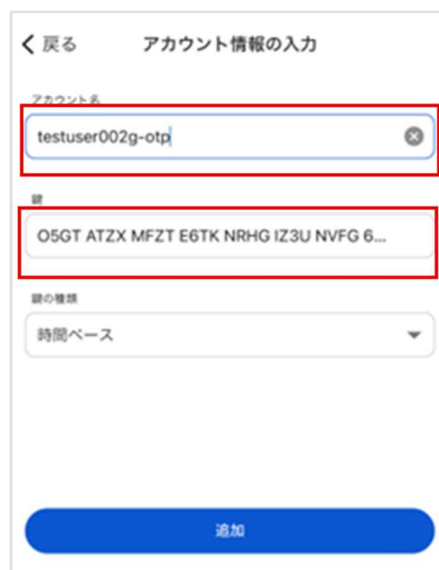 戻る アカウント情報の入力
アカウント名
testuser002g-otp
鍵
O5GT ATZX MFZT E6TK NRHG IZ3U NVFG 6...
鍵の種類
時間ベース
追加